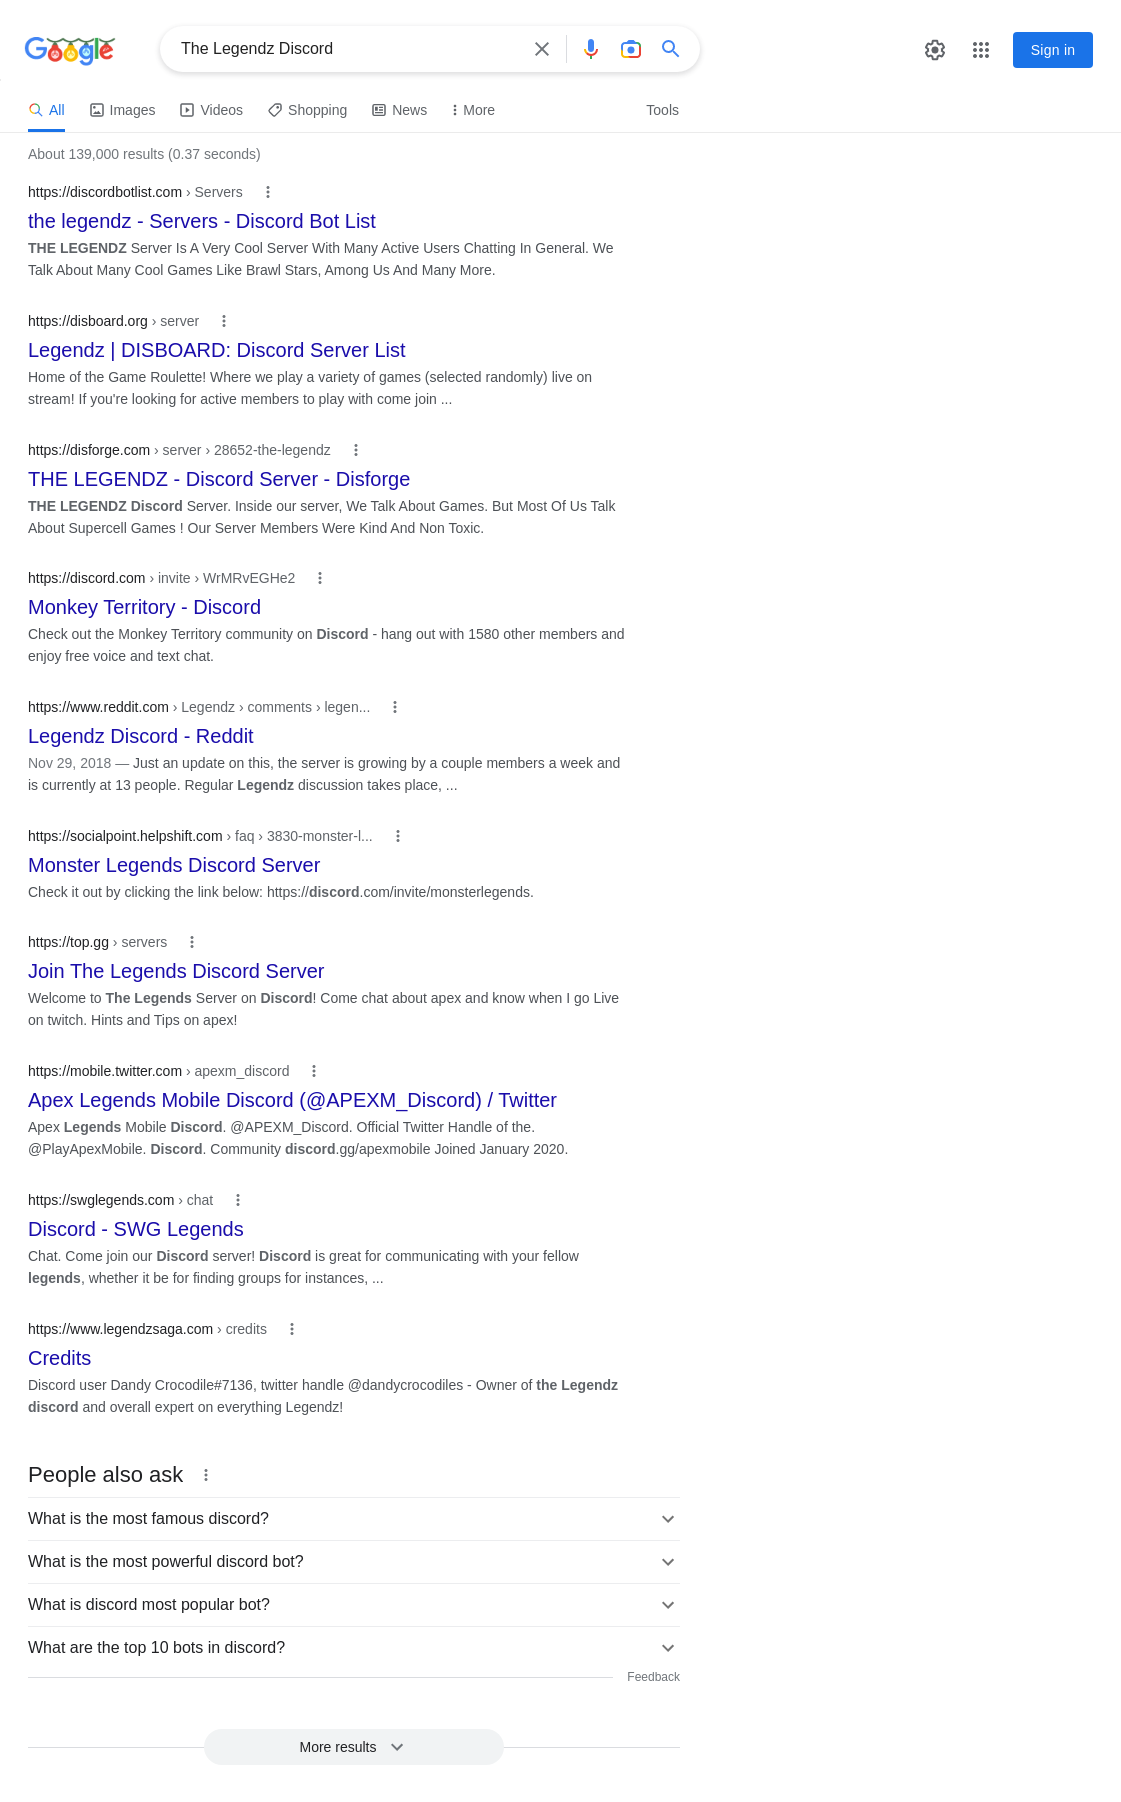 Google
The Legendz Discord
Sign in
All
Images
Videos
Shopping
News
More
Tools
About 139,000 results (0.37 seconds)
https://discordbotlist.com › Servers
the legendz - Servers - Discord Bot List
THE LEGENDZ Server Is A Very Cool Server With Many Active Users Chatting In General. We
Talk About Many Cool Games Like Brawl Stars, Among Us And Many More.
https://disboard.org › server
Legendz | DISBOARD: Discord Server List
Home of the Game Roulette! Where we play a variety of games (selected randomly) live on
stream! If you're looking for active members to play with come join ...
https://disforge.com › server › 28652-the-legendz
THE LEGENDZ - Discord Server - Disforge
THE LEGENDZ Discord Server. Inside our server, We Talk About Games. But Most Of Us Talk
About Supercell Games ! Our Server Members Were Kind And Non Toxic.
https://discord.com › invite › WrMRvEGHe2
Monkey Territory - Discord
Check out the Monkey Territory community on Discord - hang out with 1580 other members and
enjoy free voice and text chat.
https://www.reddit.com › Legendz › comments › legen...
Legendz Discord - Reddit
Nov 29, 2018 — Just an update on this, the server is growing by a couple members a week and
is currently at 13 people. Regular Legendz discussion takes place, ...
https://socialpoint.helpshift.com › faq › 3830-monster-l...
Monster Legends Discord Server
Check it out by clicking the link below: https://discord.com/invite/monsterlegends.
https://top.gg › servers
Join The Legends Discord Server
Welcome to The Legends Server on Discord! Come chat about apex and know when I go Live
on twitch. Hints and Tips on apex!
https://mobile.twitter.com › apexm_discord
Apex Legends Mobile Discord (@APEXM_Discord) / Twitter
Apex Legends Mobile Discord. @APEXM_Discord. Official Twitter Handle of the.
@PlayApexMobile. Discord. Community discord.gg/apexmobile Joined January 2020.
https://swglegends.com › chat
Discord - SWG Legends
Chat. Come join our Discord server! Discord is great for communicating with your fellow
legends, whether it be for finding groups for instances, ...
https://www.legendzsaga.com › credits
Credits
Discord user Dandy Crocodile#7136, twitter handle @dandycrocodiles - Owner of the Legendz
discord and overall expert on everything Legendz!
People also ask
What is the most famous discord?
What is the most powerful discord bot?
What is discord most popular bot?
What are the top 10 bots in discord?
Feedback
More results